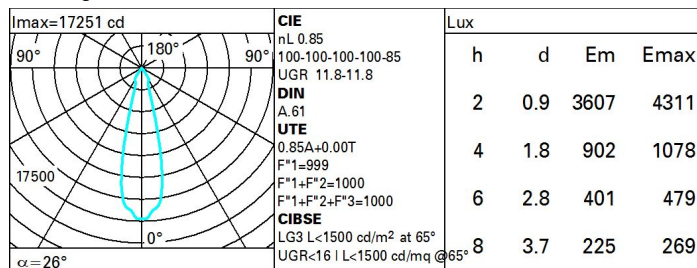 Imax=17251 cd
90° 180° 90°
17500
0°
α=26°
CIE
nL 0.85
100-100-100-100-85
UGR 11.8-11.8
DIN
A.61
UTE
0.85A+0.00T
F"1=999
F"1+F"2=1000
F"1+F"2+F"3=1000
CIBSE
LG3 L<1500 cd/m² at 65°
UGR<16 | L<1500 cd/mq @65°
Lux
h d Em Emax
2 0.9 3607 4311
4 1.8 902 1078
6 2.8 401 479
8 3.7 225 269